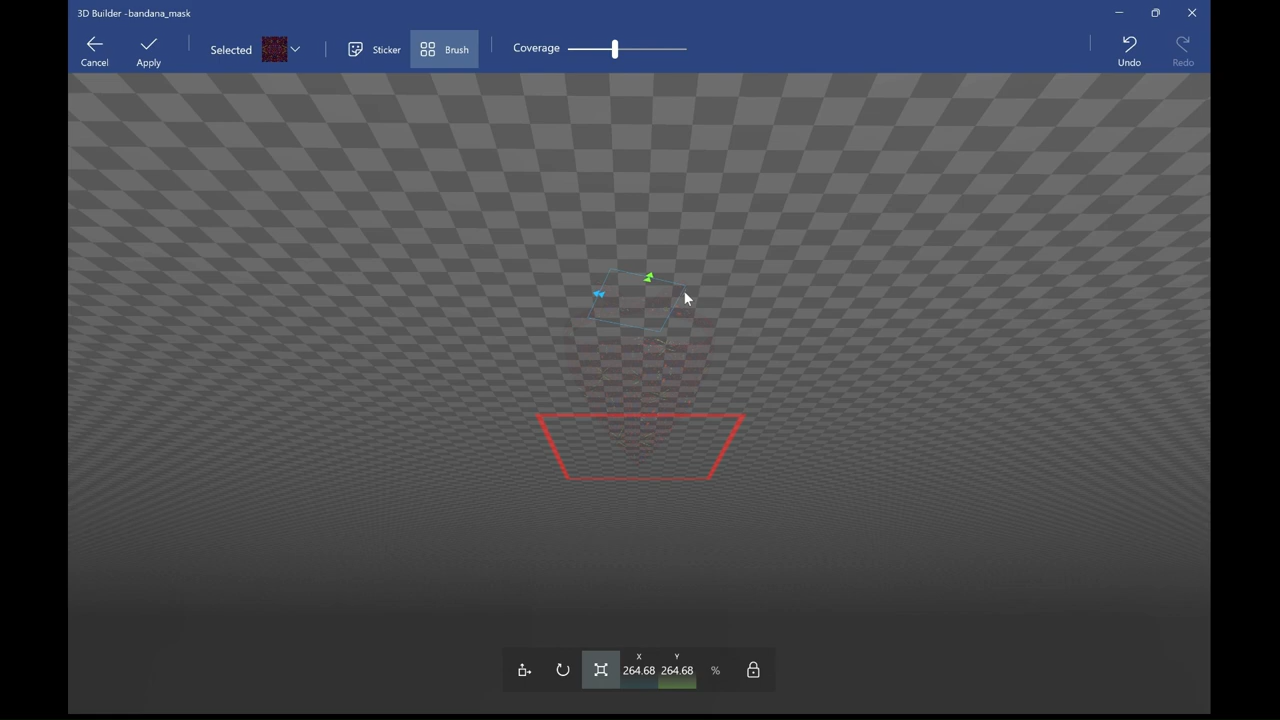 3D Builder - bandana_mask
Cancel
Apply
Selected
Sticker
Brush
Coverage
Undo
Redo
X
Y
264.68
264.68
%